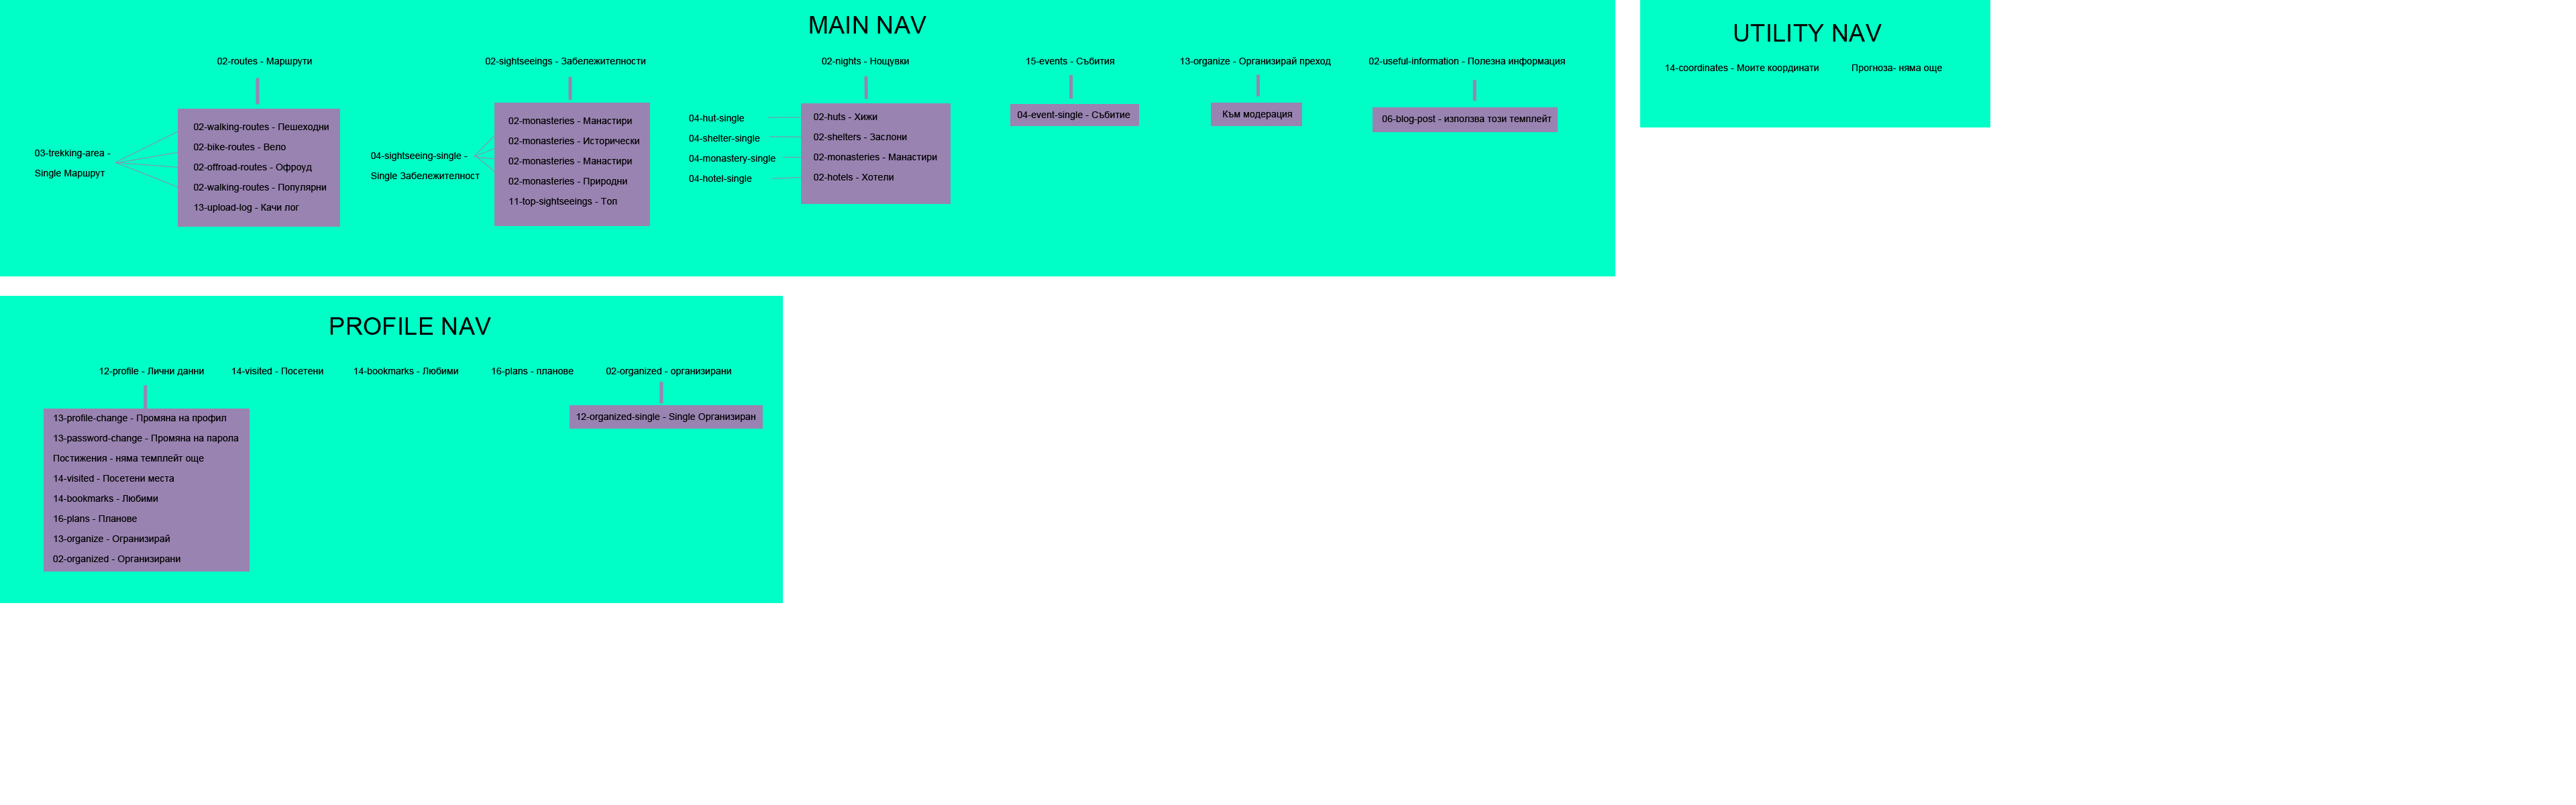 MAIN NAV
02-routes - Маршрути
02-sightseeings - Забележителности
02-nights - Нощувки
15-events - Събития
13-organize - Организирай преход
02-useful-information - Полезна информация
03-trekking-area -
Single Маршрут
02-walking-routes - Пешеходни
02-bike-routes - Вело
02-offroad-routes - Офроуд
02-walking-routes - Популярни
13-upload-log - Качи лог
04-sightseeing-single -
Single Забележителност
02-monasteries - Манастири
02-monasteries - Исторически
02-monasteries - Манастири
02-monasteries - Природни
11-top-sightseeings - Топ
04-hut-single
04-shelter-single
04-monastery-single
04-hotel-single
02-huts - Хижи
02-shelters - Заслони
02-monasteries - Манастири
02-hotels - Хотели
04-event-single - Събитие
Към модерация
06-blog-post - използва този темплейт
UTILITY NAV
14-coordinates - Моите координати
Прогноза- няма още
PROFILE NAV
12-profile - Лични данни
14-visited - Посетени
14-bookmarks - Любими
16-plans - планове
02-organized - организирани
13-profile-change - Промяна на профил
13-password-change - Промяна на парола
Постижения - няма темплейт още
14-visited - Посетени места
14-bookmarks - Любими
16-plans - Планове
13-organize - Огранизирай
02-organized - Организирани
12-organized-single - Single Организиран